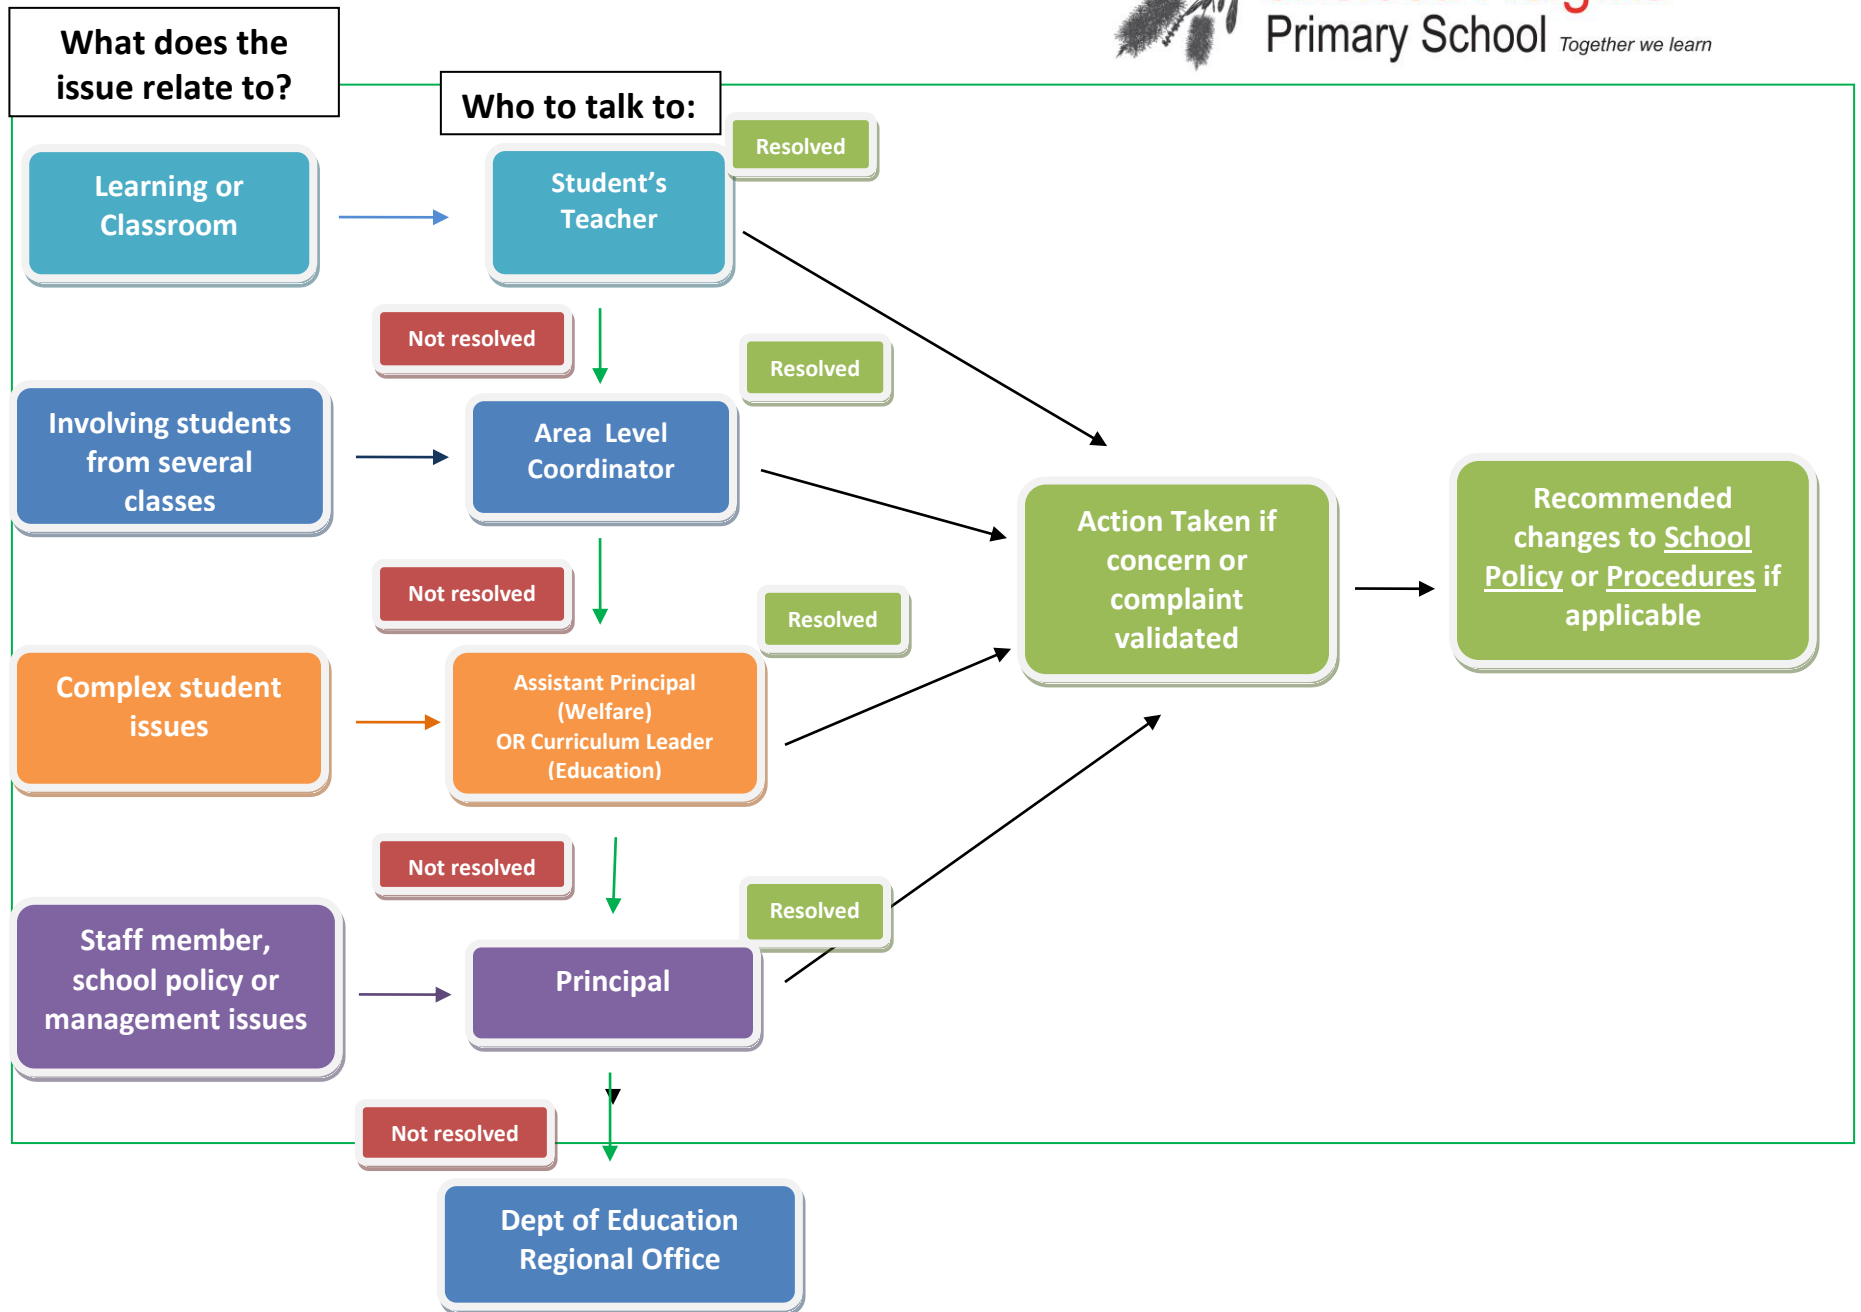 Primary School Together we learn
What does the
issue relate to?
Who to talk to:
Resolved
Learning or
Classroom
Student's
Teacher
Not resolved
Resolved
Involving students
from several
classes
Area Level
Coordinator
Action Taken if
concern or
complaint
validated
Recommended
changes to School
Policy or Procedures if
applicable
Not resolved
Resolved
Complex student
issues
Assistant Principal
(Welfare)
OR Curriculum Leader
(Education)
Not resolved
Resolved
Staff member,
school policy or
management issues
Principal
Not resolved
Dept of Education
Regional Office